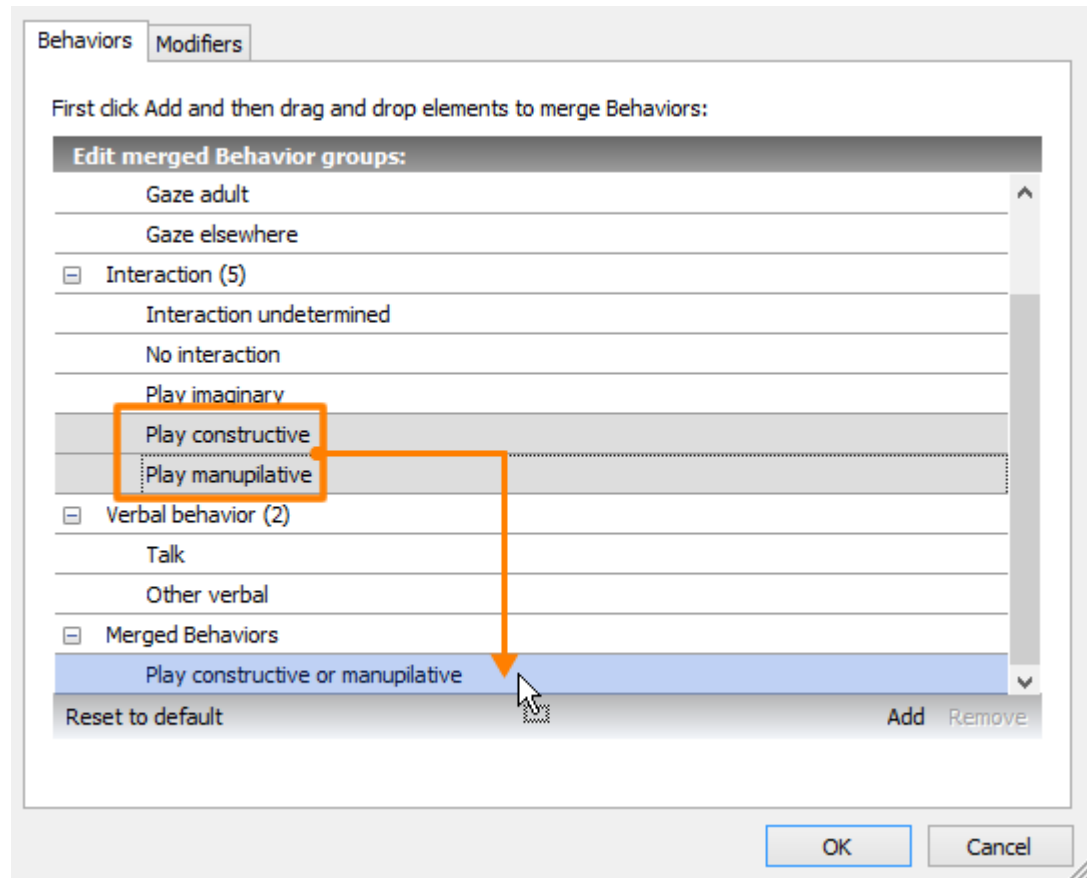 Behaviors Modifiers
First click Add and then drag and drop elements to merge Behaviors:
Edit merged Behavior groups:
Gaze adult
Gaze elsewhere
Interaction (5)
Interaction undetermined
No interaction
Play imaginary
Play constructive
Play manupilative
Verbal behavior (2)
Talk
Other verbal
Merged Behaviors
Play constructive or manupilative
Reset to default Add Remove
OK Cancel